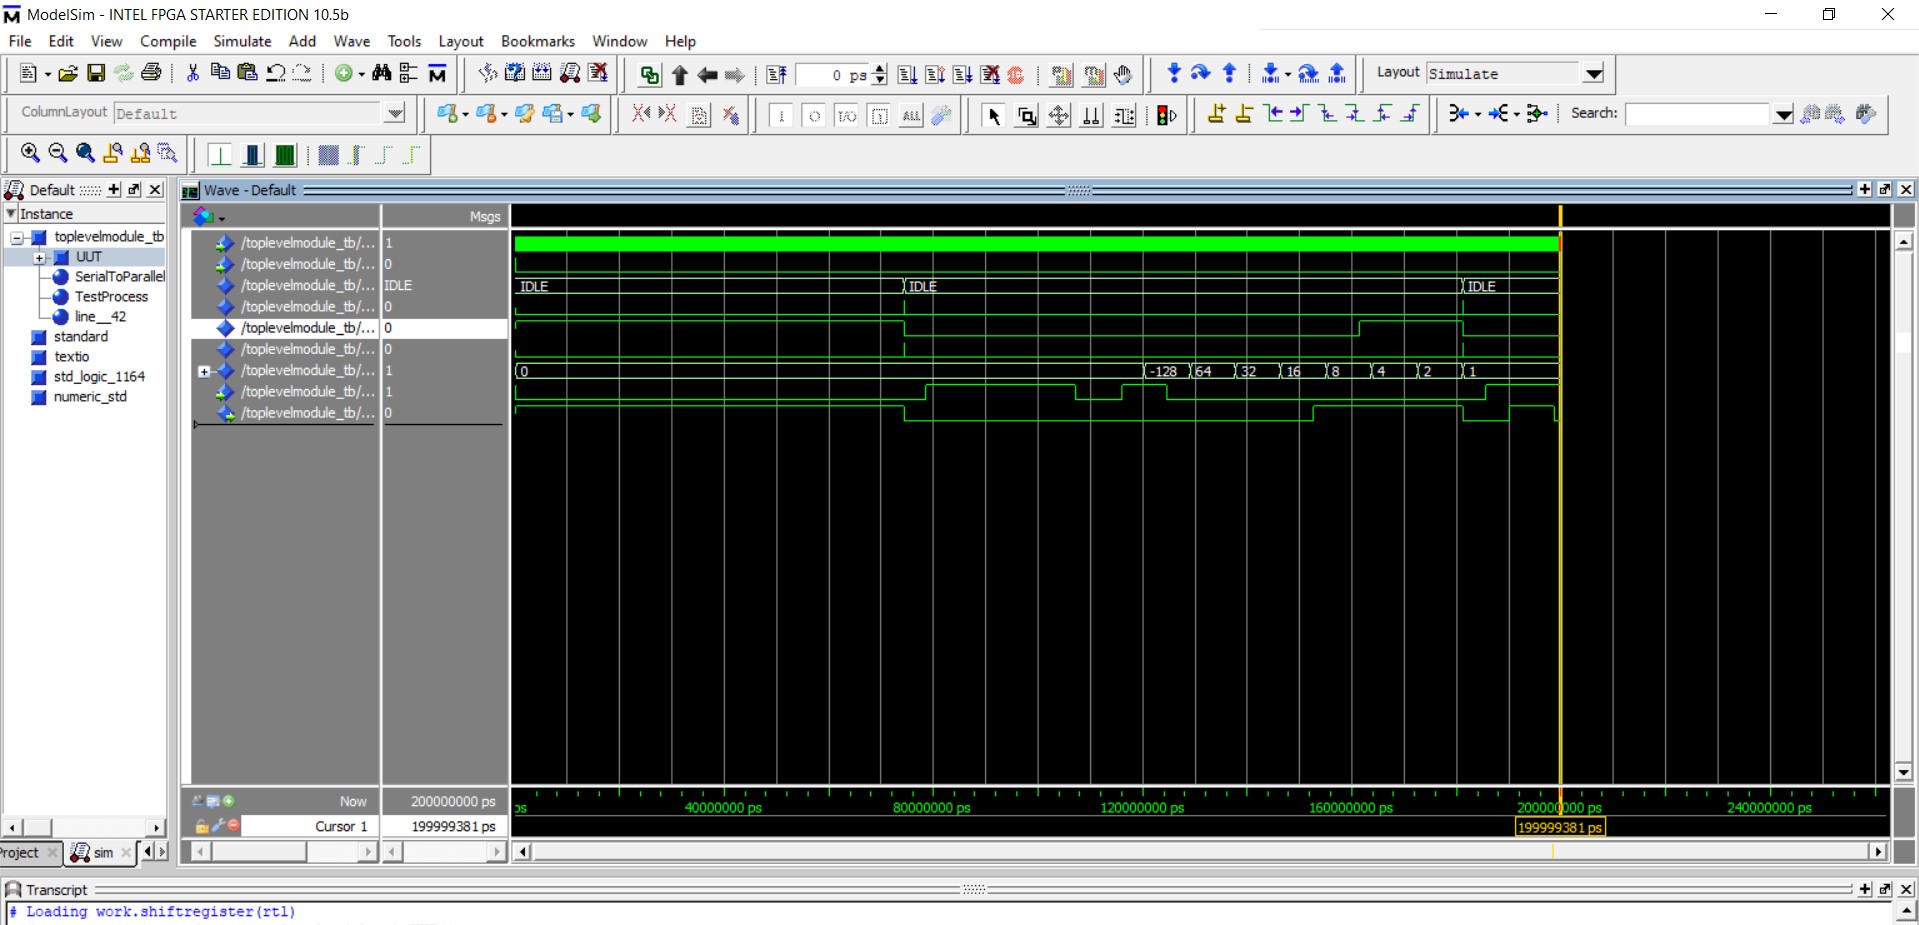 ModelSim - INTEL FPGA STARTER EDITION 10.5b
File Edit View Compile Simulate Add Wave Tools Layout Bookmarks Window Help
0 ps
Layout Simulate
ColumnLayout Default
I/O
ALL
Search:
Default
Wave - Default
Instance
Msgs
toplevelmodule_tb
UUT
SerialToParallel
TestProcess
line__42
standard
textio
std_logic_1164
numeric_std
/toplevelmodule_tb/... 1
/toplevelmodule_tb/... 0
/toplevelmodule_tb/... IDLE IDLE IDLE IDLE
/toplevelmodule_tb/... 0
/toplevelmodule_tb/... 0
/toplevelmodule_tb/... 0
/toplevelmodule_tb/... 1 0 -128 64 32 16 8 4 2 1
/toplevelmodule_tb/... 1
/toplevelmodule_tb/... 0
Now 200000000 ps
ps 40000000 ps 80000000 ps 120000000 ps 160000000 ps 200000000 ps 240000000 ps
Cursor 1 199999381 ps 199999381 ps
Project sim
Transcript
# Loading work.shiftregister(rtl)